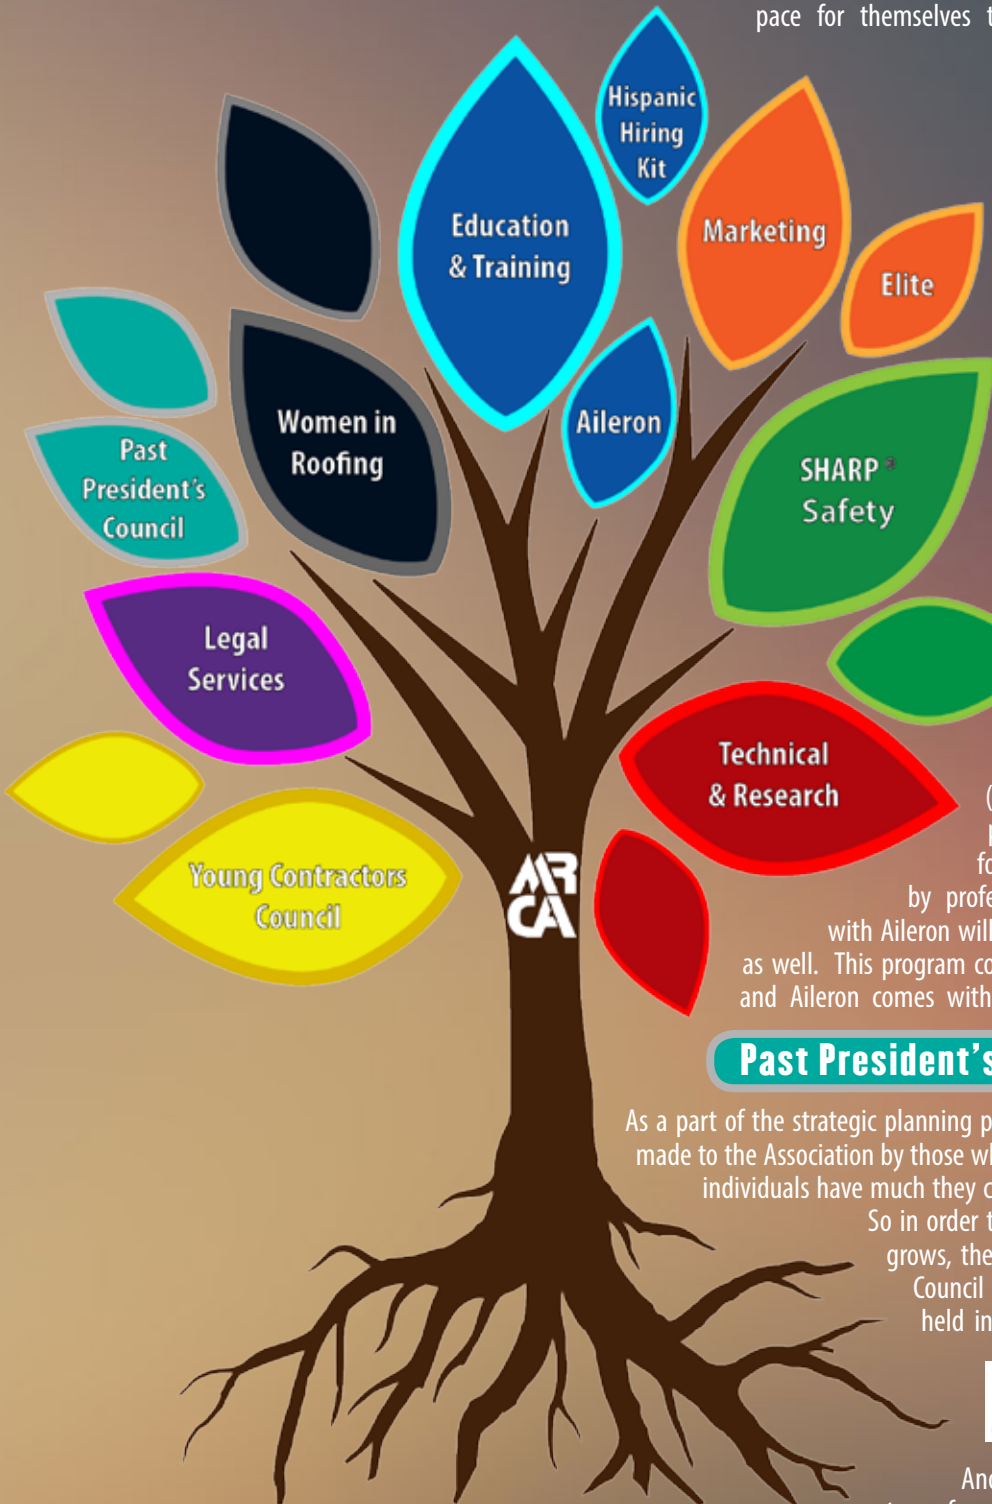 pace for themselves
Hispanic
Hiring
Kit
Education
& Training
Marketing
Elite
Aileron
Women in
Roofing
Past
President's
Council
SHARP®
Safety
Legal
Services
Technical
& Research
Young Contractors
Council
MR
CA
(
by
with Aileron will
as well. This program
and Aileron comes with
Past President's
As a part of the strategic planning
made to the Association by those
individuals have much they
So in order
grows, the
Council
held in